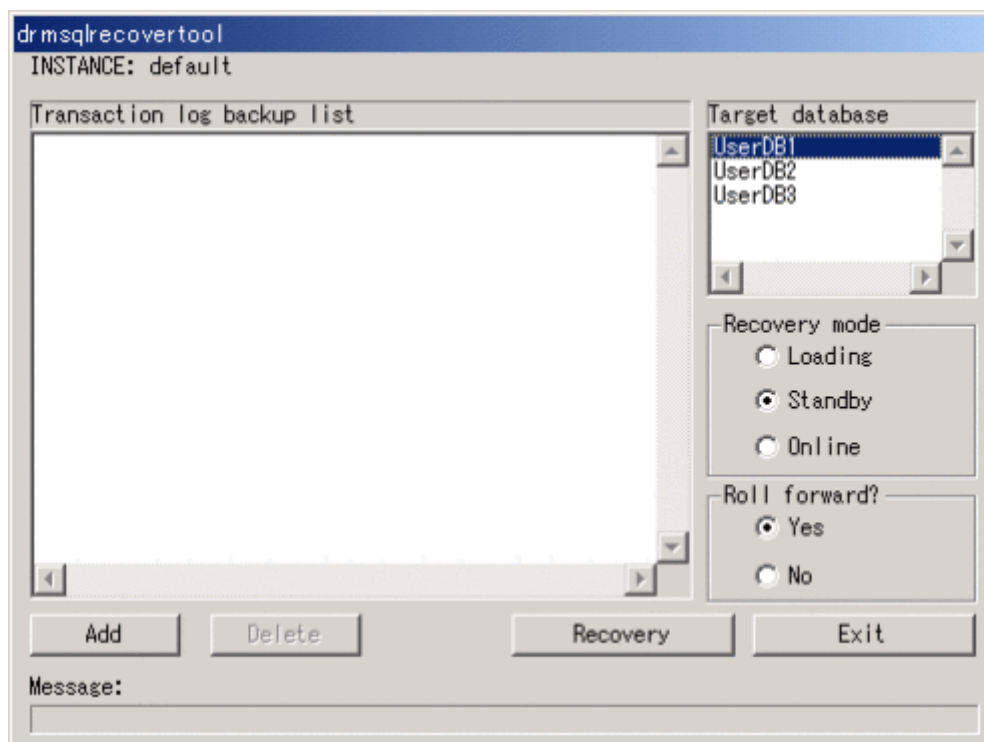 drmsqlrecovertool
INSTANCE: default
Transaction log backup list
Target database
UserDB1
UserDB2
UserDB3
Recovery mode
Loading
Standby
Online
Roll forward?
Yes
No
Add
Delete
Recovery
Exit
Message: